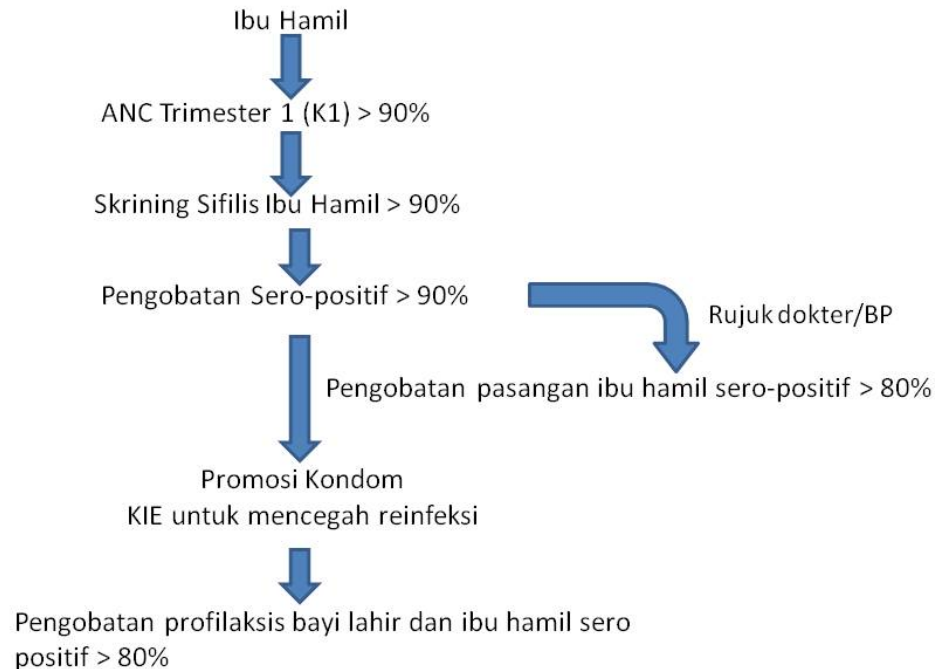 Ibu Hamil
ANC Trimester 1 (K1) > 90%
Skrining Sifilis Ibu Hamil > 90%
Pengobatan Sero-positif > 90%
Rujuk dokter/BP
Pengobatan pasangan ibu hamil sero-positif > 80%
Promosi Kondom
KIE untuk mencegah reinfeksi
Pengobatan profilaksis bayi lahir dan ibu hamil sero
positif > 80%